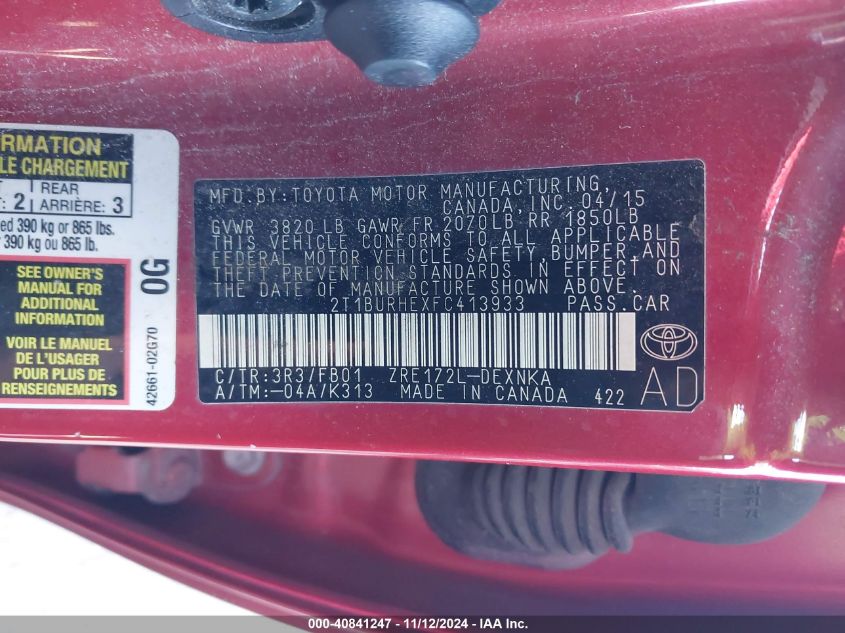 RMATION
LE CHARGEMENT
REAR
2 ARRIÈRE: 3
ed 390 kg or 865 lbs.
390 kg ou 865 lb.
SEE OWNER'S
MANUAL FOR
ADDITIONAL
INFORMATION
VOIR LE MANUEL
DE L'USAGER
POUR PLUS DE
RENSEIGNEMENTS
0G
42661-02G70
MFD.BY:TOYOTA MOTOR MANUFACTURING,
CANADA, INC. 04/15
GVWR 3820 LB GAWR FR 2070LB RR 1850LB
THIS VEHICLE CONFORMS TO ALL APPLICABLE
FEDERAL MOTOR VEHICLE SAFETY, BUMPER,AND
THEFT PREVENTION STANDARDS IN EFFECT ON
THE DATE OF MANUFACTURE SHOWN ABOVE.
2T1BURHEXFC413933 PASS.CAR
C/TR:3R3/FB01 ZRE172L-DEXNKA
A/TM:-04A/K313 MADE IN CANADA 422
AD
000-40841247 - 11/12/2024 - IAA Inc.